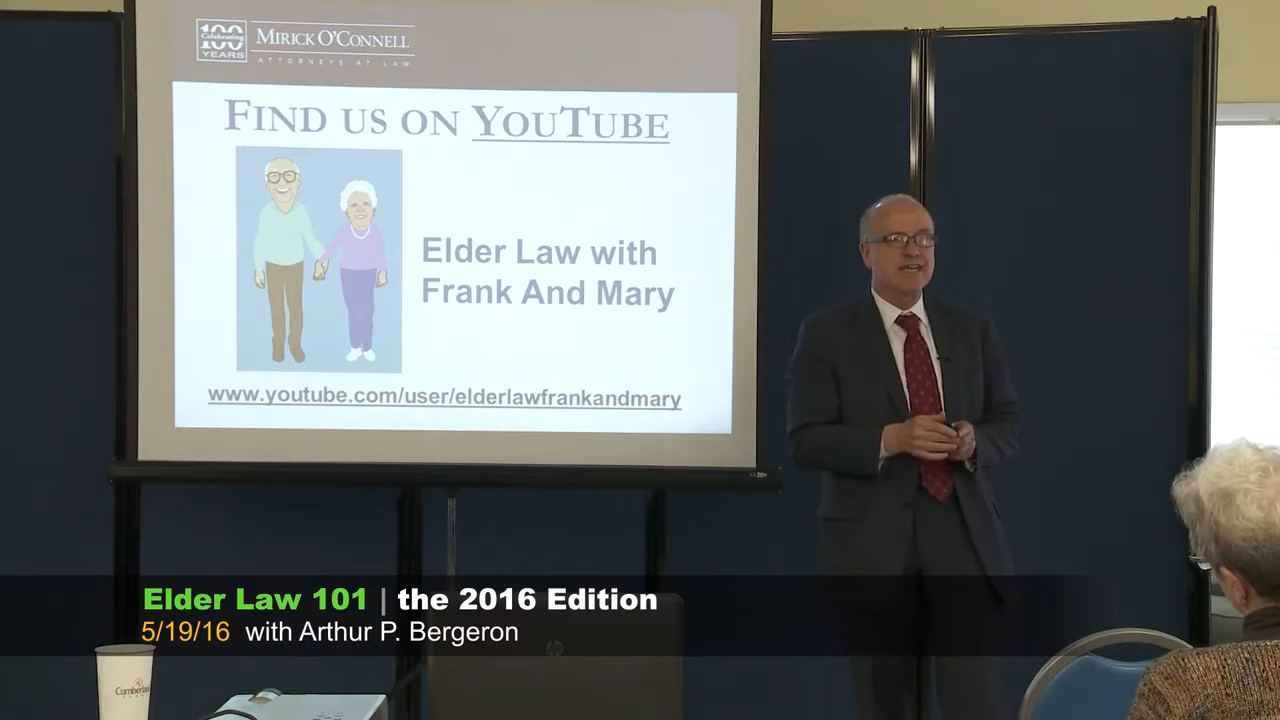 Celebrating
100
YEARS
MIRICK O'CONNELL
ATTORNEYS AT LAW
FIND US ON YOUTUBE
Elder Law with
Frank And Mary
www.youtube.com/user/elderlawfrankandmary
Elder Law 101 | the 2016 Edition
5/19/16 with Arthur P. Bergeron
hp